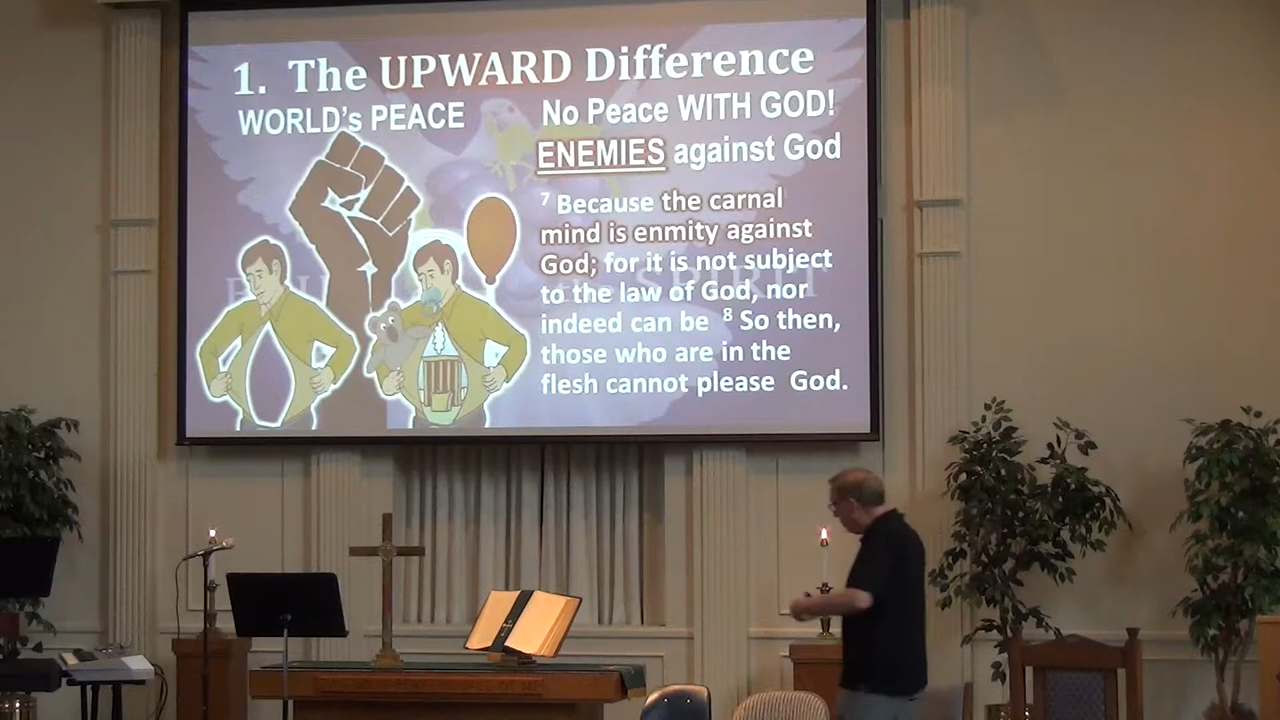 1. The UPWARD Difference
WORLD's PEACE
No Peace WITH GOD!
ENEMIES against God
⁷ Because the carnal
mind is enmity against
God; for it is not subject
to the law of God, nor
indeed can be ⁸ So then,
those who are in the
flesh cannot please God.
SPIRIT